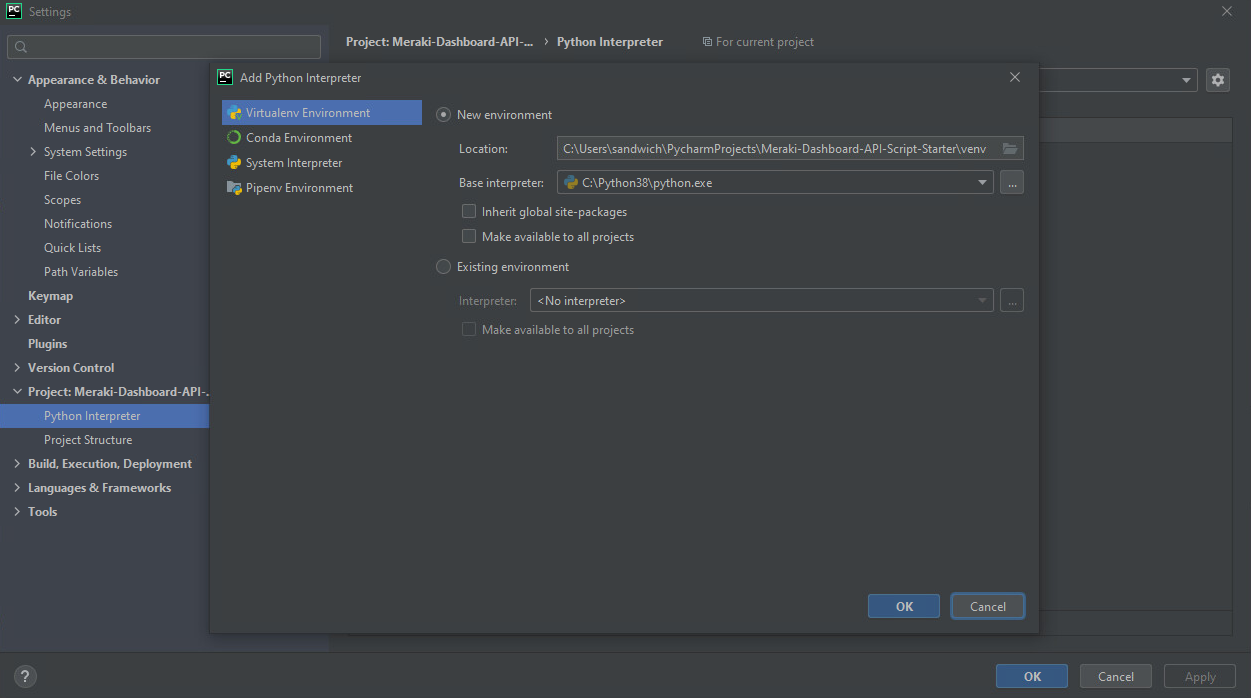 PC Settings
Project: Meraki-Dashboard-API-... › Python Interpreter For current project
Appearance & Behavior
Appearance
Menus and Toolbars
System Settings
File Colors
Scopes
Notifications
Quick Lists
Path Variables
Keymap
Editor
Plugins
Version Control
Project: Meraki-Dashboard-API-.
Python Interpreter
Project Structure
Build, Execution, Deployment
Languages & Frameworks
Tools
PC Add Python Interpreter
Virtualenv Environment
Conda Environment
System Interpreter
Pipenv Environment
New environment
Location: C:\Users\sandwich\PycharmProjects\Meraki-Dashboard-API-Script-Starter\venv
Base interpreter: C:\Python38\python.exe ...
Inherit global site-packages
Make available to all projects
Existing environment
Interpreter: <No interpreter> ...
Make available to all projects
OK Cancel
? OK Cancel Apply